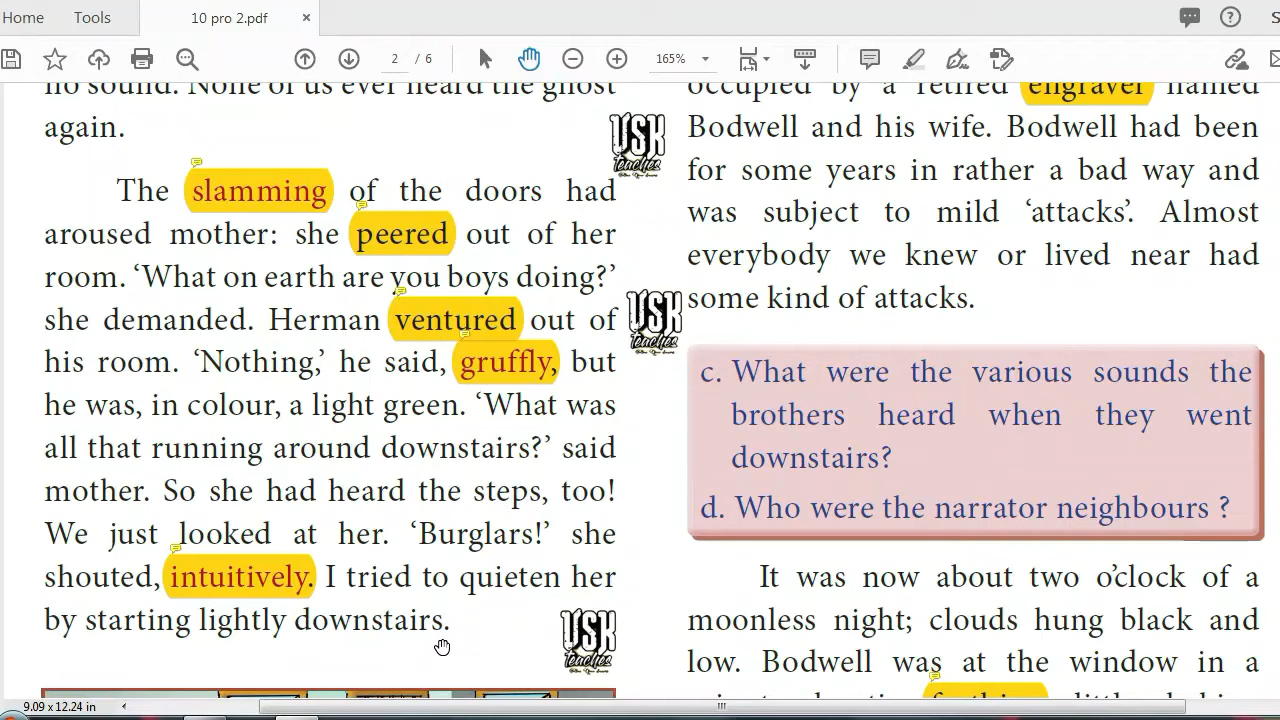 Home Tools 10 pro 2.pdf × S
2 / 6 165%
no sound. None of us ever heard the ghost
again.
The slamming of the doors had
aroused mother: she peered out of her
room. ‘What on earth are you boys doing?’
she demanded. Herman ventured out of
his room. ‘Nothing,’ he said, gruffly, but
he was, in colour, a light green. ‘What was
all that running around downstairs?’ said
mother. So she had heard the steps, too!
We just looked at her. ‘Burglars!’ she
shouted, intuitively. I tried to quieten her
by starting lightly downstairs.
VSK
Teaches
VSK
Teaches
VSK
Teaches
occupied by a retired engraver named
Bodwell and his wife. Bodwell had been
for some years in rather a bad way and
was subject to mild ‘attacks’. Almost
everybody we knew or lived near had
some kind of attacks.
c. What were the various sounds the
brothers heard when they went
downstairs?
d. Who were the narrator neighbours ?
It was now about two o’clock of a
moonless night; clouds hung black and
low. Bodwell was at the window in a
9.09 x 12.24 in